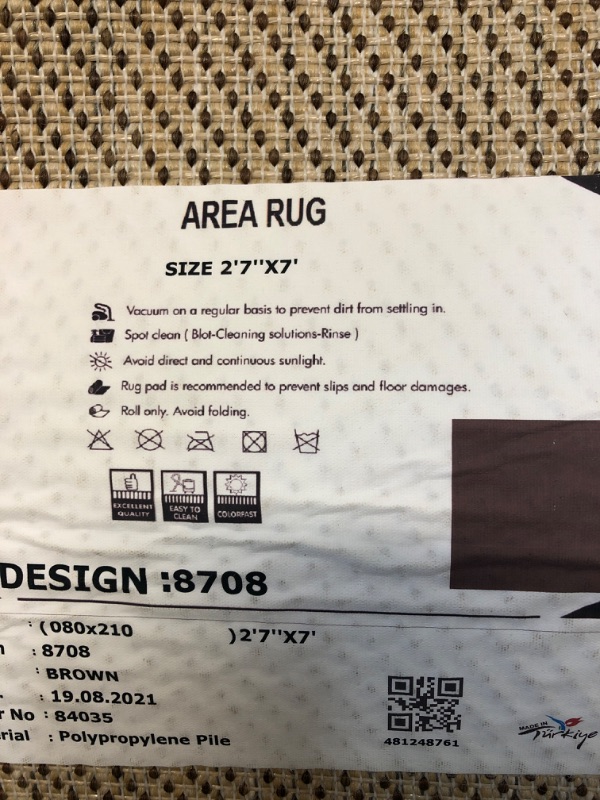 AREA RUG
SIZE 2'7''X7'
Vacuum on a regular basis to prevent dirt from settling in.
Spot clean ( Blot-Cleaning solutions-Rinse )
Avoid direct and continuous sunlight.
Rug pad is recommended to prevent slips and floor damages.
Roll only. Avoid folding.
EXCELLENT QUALITY
EASY TO CLEAN
COLORFAST
DESIGN :8708
: (080x210 )2'7''X7'
: 8708
: BROWN
: 19.08.2021
r No : 84035
rial : Polypropylene Pile
481248761
MADE IN
Türkiye